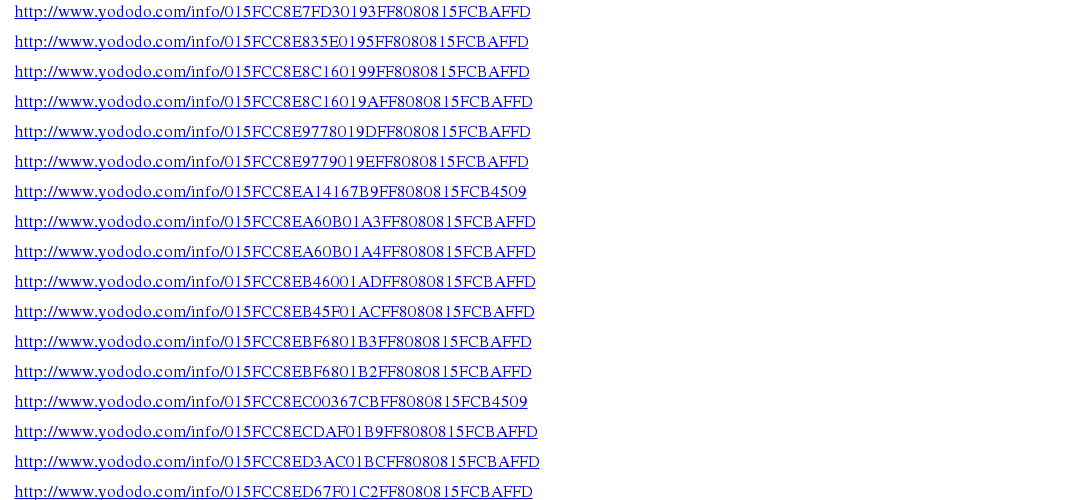 http://www.yododo.com/info/015FCC8E7FD30193FF8080815FCBAFFD
http://www.yododo.com/info/015FCC8E835E0195FF8080815FCBAFFD
http://www.yododo.com/info/015FCC8E8C160199FF8080815FCBAFFD
http://www.yododo.com/info/015FCC8E8C16019AFF8080815FCBAFFD
http://www.yododo.com/info/015FCC8E9778019DFF8080815FCBAFFD
http://www.yododo.com/info/015FCC8E9779019EFF8080815FCBAFFD
http://www.yododo.com/info/015FCC8EA14167B9FF8080815FCB4509
http://www.yododo.com/info/015FCC8EA60B01A3FF8080815FCBAFFD
http://www.yododo.com/info/015FCC8EA60B01A4FF8080815FCBAFFD
http://www.yododo.com/info/015FCC8EB46001ADFF8080815FCBAFFD
http://www.yododo.com/info/015FCC8EB45F01ACFF8080815FCBAFFD
http://www.yododo.com/info/015FCC8EBF6801B3FF8080815FCBAFFD
http://www.yododo.com/info/015FCC8EBF6801B2FF8080815FCBAFFD
http://www.yododo.com/info/015FCC8EC00367CBFF8080815FCB4509
http://www.yododo.com/info/015FCC8ECDAF01B9FF8080815FCBAFFD
http://www.yododo.com/info/015FCC8ED3AC01BCFF8080815FCBAFFD
http://www.yododo.com/info/015FCC8ED67F01C2FF8080815FCBAFFD